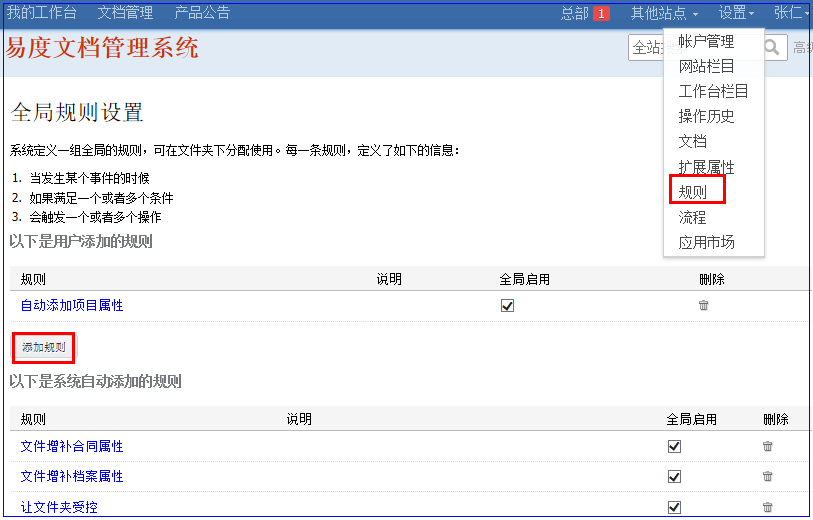 我的工作台 文档管理 产品公告 总部 1 其他站点 设置 张仁
易度文档管理系统
全站
高级
帐户管理
网站栏目
工作台栏目
操作历史
文档
扩展属性
规则
流程
应用市场
全局规则设置
系统定义一组全局的规则，可在文件夹下分配使用。每一条规则，定义了如下的信息：
1. 当发生某个事件的时候
2. 如果满足一个或者多个条件
3. 会触发一个或者多个操作
以下是用户添加的规则
规则 说明 全局启用 删除
自动添加项目属性
添加规则
以下是系统自动添加的规则
规则 说明 全局启用 删除
文件增补合同属性
文件增补档案属性
让文件夹受控